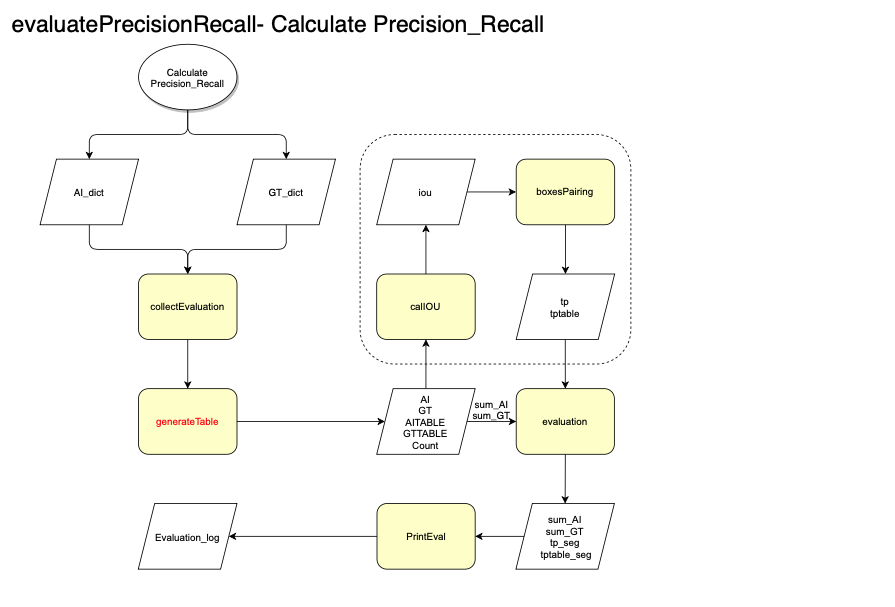 evaluatePrecisionRecall- Calculate Precision_Recall
Calculate
Precision_Recall
AI_dict
GT_dict
iou
boxesPairing
collectEvaluation
callIOU
tp
tptable
generateTable
AI
GT
AITABLE
GTTABLE
Count
sum_AI
sum_GT
evaluation
Evaluation_log
PrintEval
sum_AI
sum_GT
tp_seg
tptable_seg